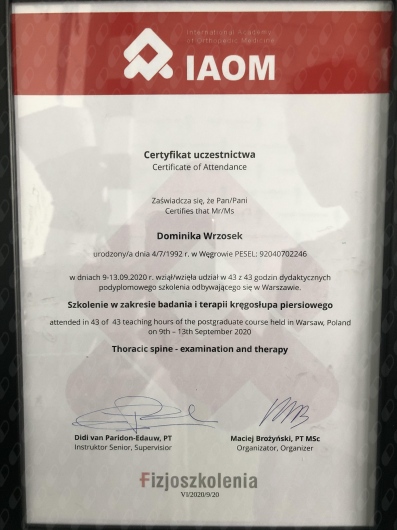 International Academy
of Orthopedic Medicine
IAOM
Certyfikat uczestnictwa
Certificate of Attendance
Zaświadcza się, że Pan/Pani
Certifies that Mr/Ms
Dominika Wrzosek
urodzony/a dnia 4/7/1992 r. w Węgrowie PESEL: 92040702246
w dniach 9-13.09.2020 r. wziął/wzięła udział w 43 z 43 godzin dydaktycznych
podyplomowego szkolenia odbywającego się w Warszawie.
Szkolenie w zakresie badania i terapii kręgosłupa piersiowego
attended in 43 of 43 teaching hours of the postgraduate course held in Warsaw, Poland
on 9th – 13th September 2020
Thoracic spine - examination and therapy
Didi van Paridon-Edauw, PT
Instruktor Senior, Supervisior
Maciej Brożyński, PT MSc
Organizator, Organizer
Fizjoszkolenia
VI/2020/9/20